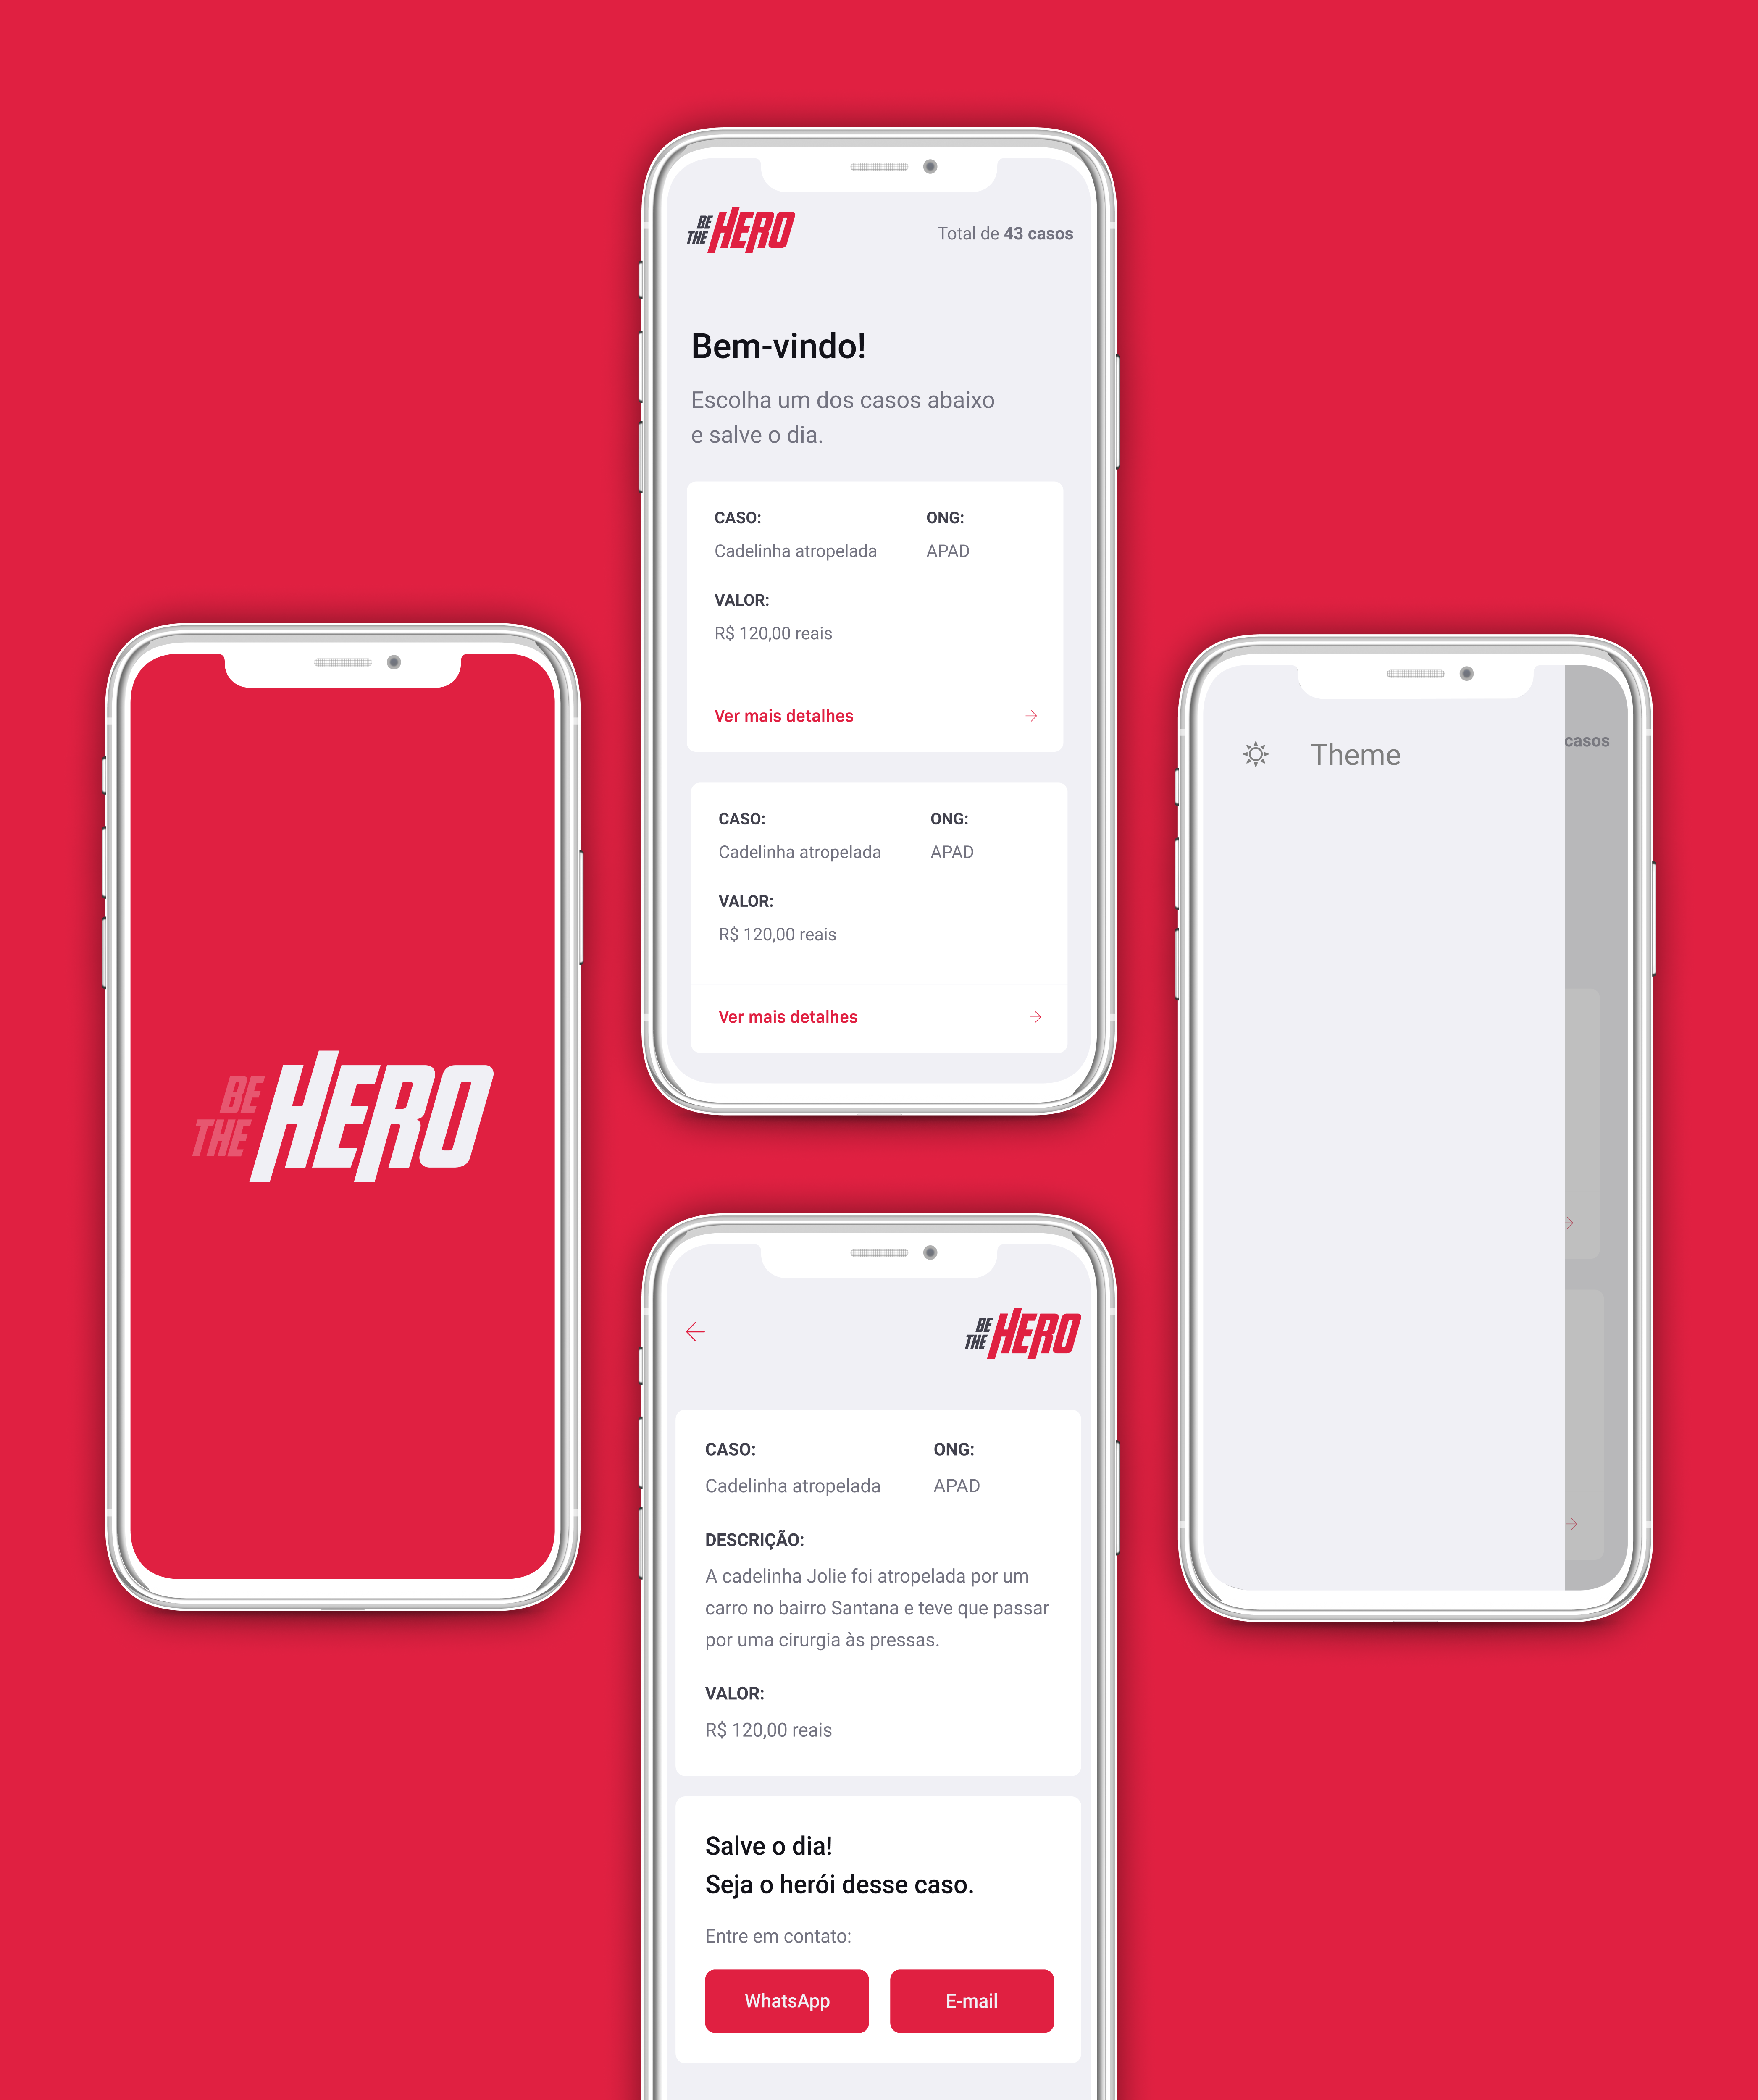 BE
THE HERO
Total de 43 casos
Bem-vindo!
Escolha um dos casos abaixo
e salve o dia.
CASO:
ONG:
Cadelinha atropelada
APAD
VALOR:
R$ 120,00 reais
Ver mais detalhes
CASO:
ONG:
Cadelinha atropelada
APAD
VALOR:
R$ 120,00 reais
Ver mais detalhes
BE
THE HERO
Theme
casos
BE
THE HERO
CASO:
ONG:
Cadelinha atropelada
APAD
DESCRIÇÃO:
A cadelinha Jolie foi atropelada por um
carro no bairro Santana e teve que passar
por uma cirurgia às pressas.
VALOR:
R$ 120,00 reais
Salve o dia!
Seja o herói desse caso.
Entre em contato:
WhatsApp
E-mail